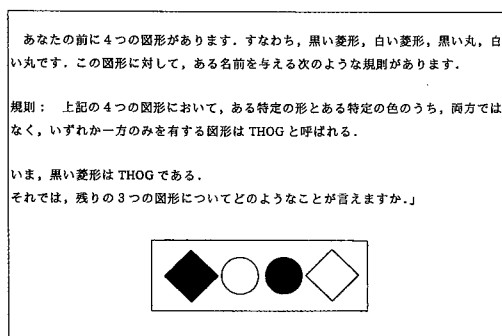 あなたの前に4つの図形があります．すなわち，黒い菱形，白い菱形，黒い丸，白
い丸です．この図形に対して，ある名前を与える次のような規則があります．
規則：　上記の4つの図形において，ある特定の形とある特定の色のうち，両方では
なく，いずれか一方のみを有する図形は THOG と呼ばれる．
いま，黒い菱形は THOG である．
それでは，残りの3つの図形についてどのようなことが言えますか．」